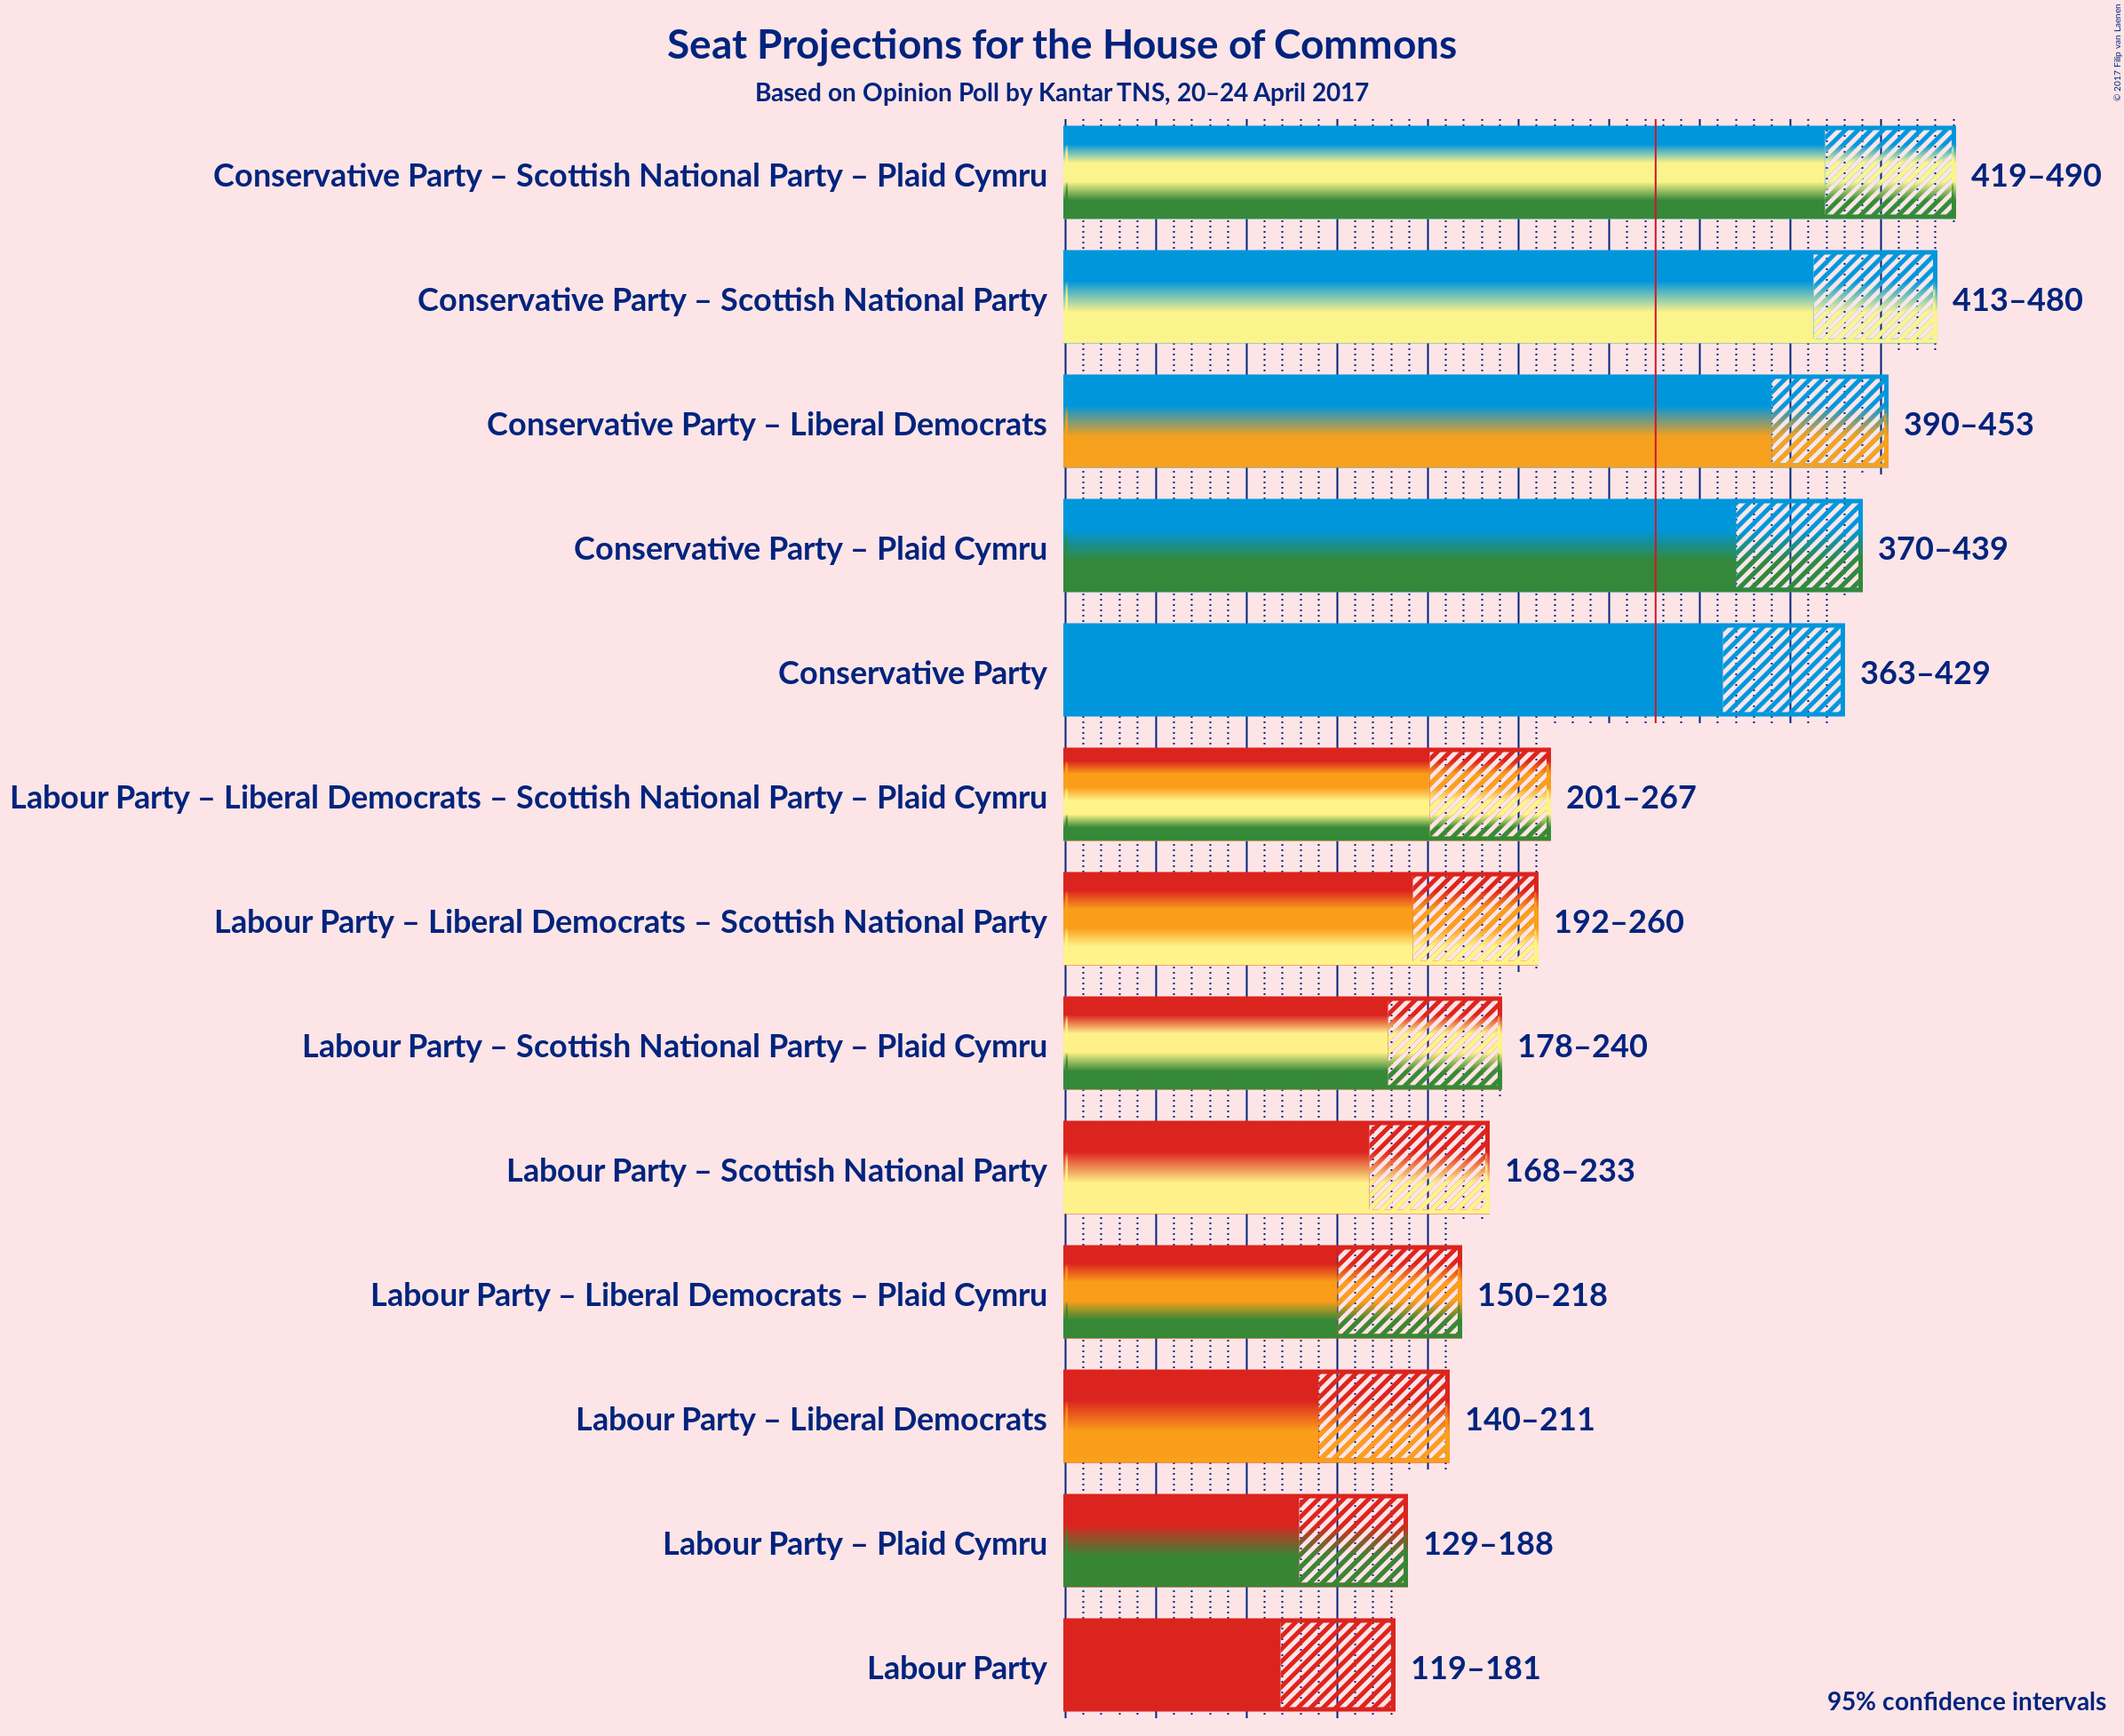 Seat Projections for the House of Commons
Based on Opinion Poll by Kantar TNS, 20–24 April 2017
© 2017 Filip van Laenen
Conservative Party – Scottish National Party – Plaid Cymru 419–490
Conservative Party – Scottish National Party 413–480
Conservative Party – Liberal Democrats 390–453
Conservative Party – Plaid Cymru 370–439
Conservative Party 363–429
Labour Party – Liberal Democrats – Scottish National Party – Plaid Cymru 201–267
Labour Party – Liberal Democrats – Scottish National Party 192–260
Labour Party – Scottish National Party – Plaid Cymru 178–240
Labour Party – Scottish National Party 168–233
Labour Party – Liberal Democrats – Plaid Cymru 150–218
Labour Party – Liberal Democrats 140–211
Labour Party – Plaid Cymru 129–188
Labour Party 119–181
95% confidence intervals